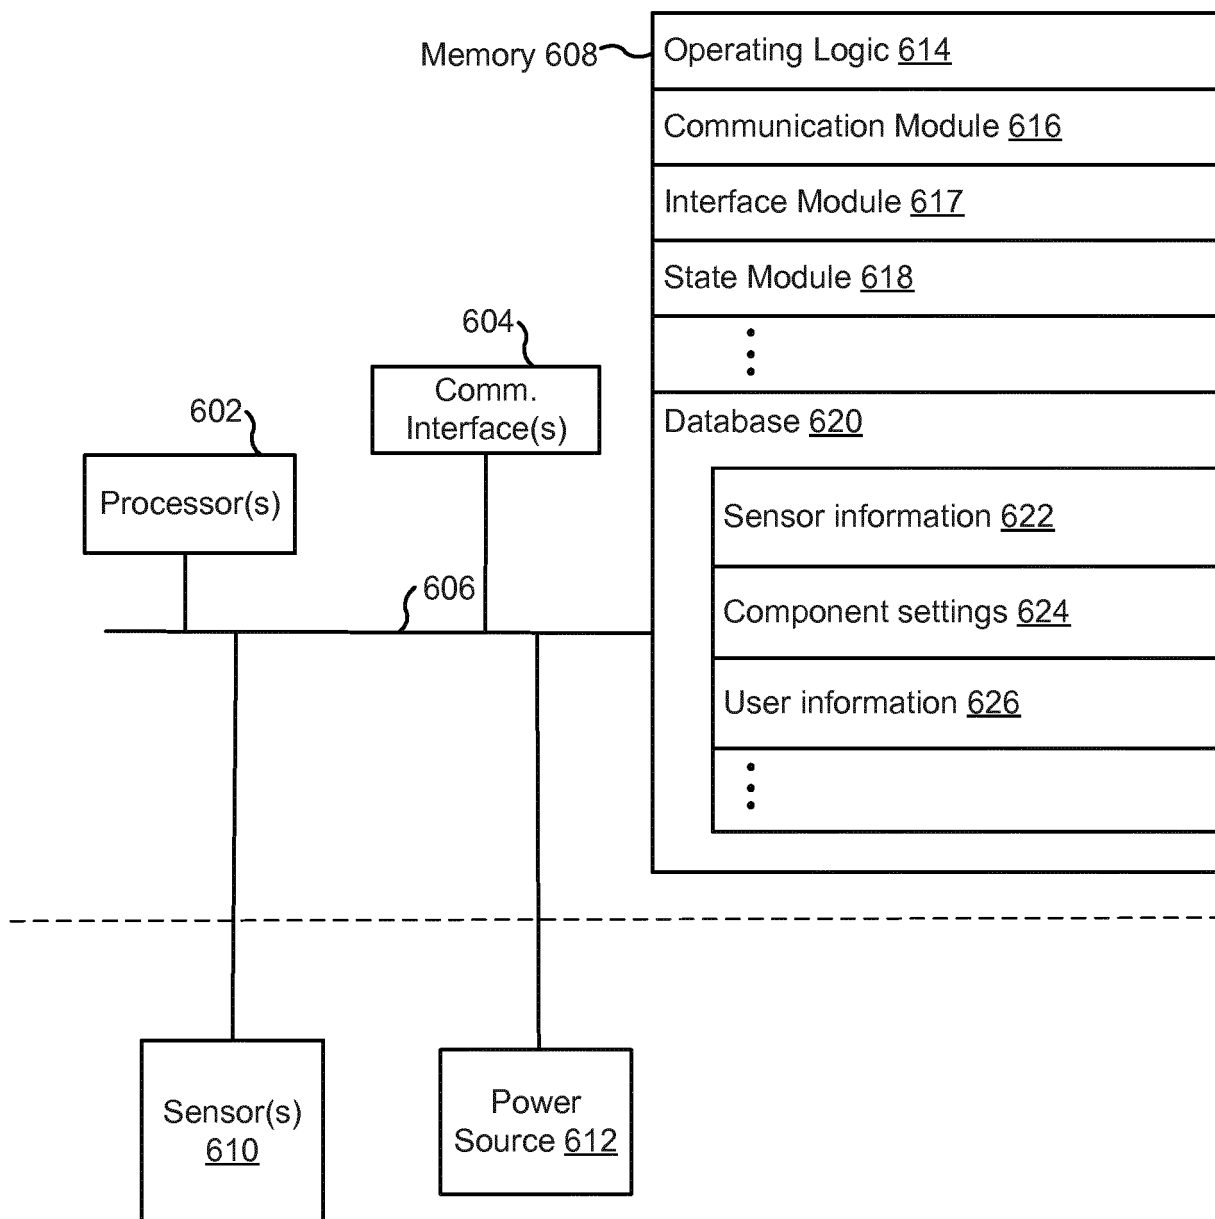 Memory 608
Operating Logic 614
Communication Module 616
Interface Module 617
State Module 618
604
Comm.
Interface(s)
602
Processor(s)
Database 620
Sensor information 622
606
Component settings 624
User information 626
Sensor(s)
610
Power
Source 612